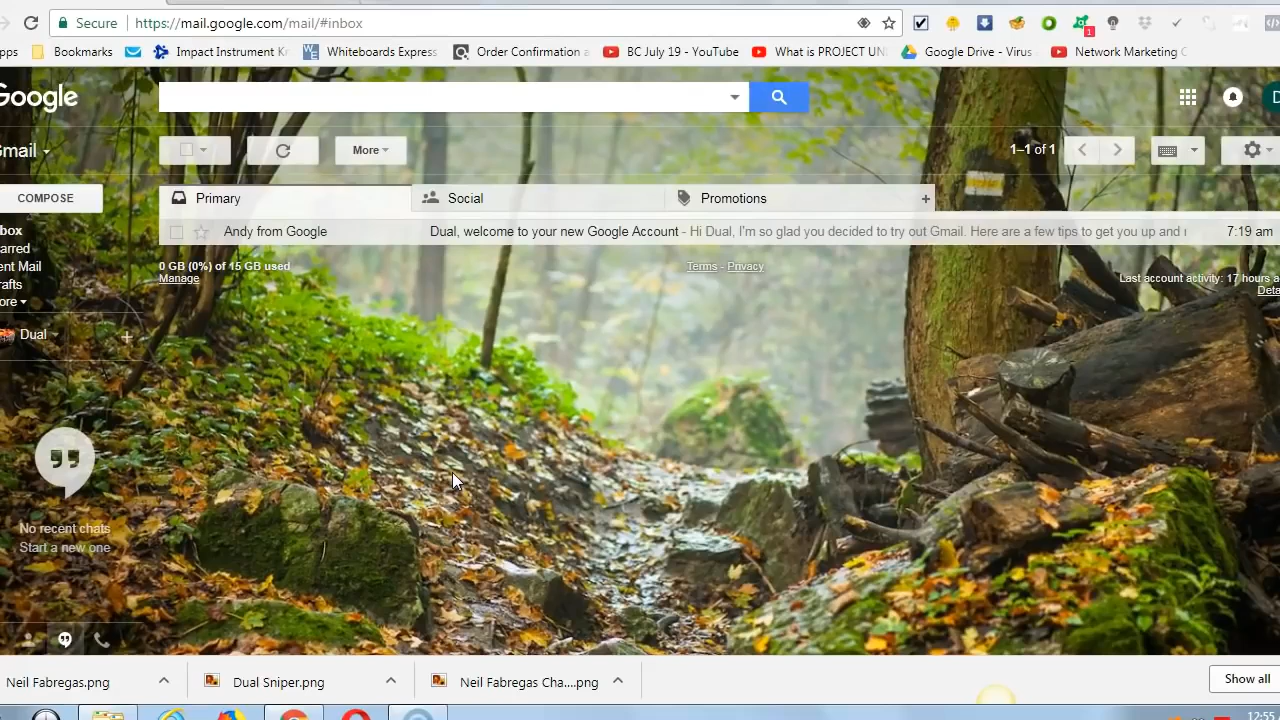 Secure https://mail.google.com/mail/#inbox
1
pps Bookmarks Impact Instrument K Whiteboards Expres Order Confirmation a BC July 19 - YouTube What is PROJECT UN Google Drive - Virus Network Marketing C
Google
D
Gmail
More
1–1 of 1
COMPOSE
Primary Social Promotions +
box
Andy from Google Dual, welcome to your new Google Account - Hi Dual, I'm so glad you decided to try out Gmail. Here are a few tips to get you up and r 7:19 am
arred
ent Mail
0 GB (0%) of 15 GB used
Terms - Privacy
Manage
Last account activity: 17 hours a
Deta
rafts
ore
Dual +
No recent chats
Start a new one
Neil Fabregas.png Dual Sniper.png Neil Fabregas Cha....png Show all
12:55